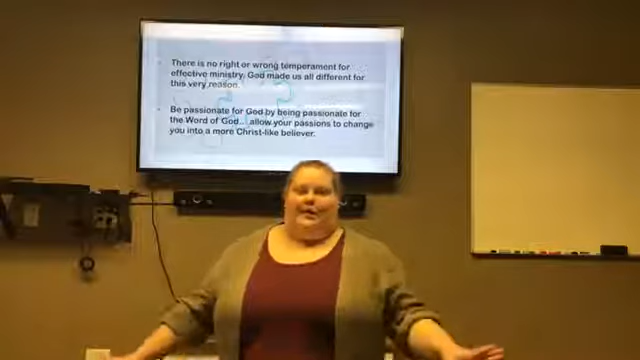 There is no right or wrong temperament for
effective ministry. God made us all different for
this very reason.
Be passionate for God by being passionate for
the Word of God... allow your passions to change
you into a more Christ-like believer.